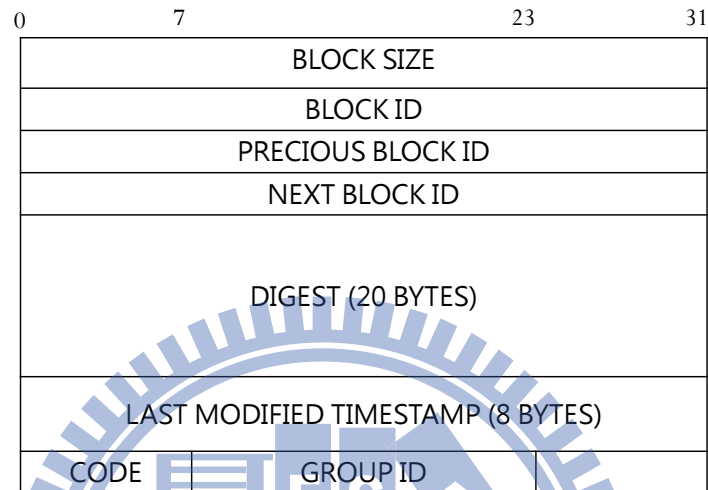 0 7 23 31
BLOCK SIZE
BLOCK ID
PRECIOUS BLOCK ID
NEXT BLOCK ID
DIGEST (20 BYTES)
LAST MODIFIED TIMESTAMP (8 BYTES)
CODE GROUP ID